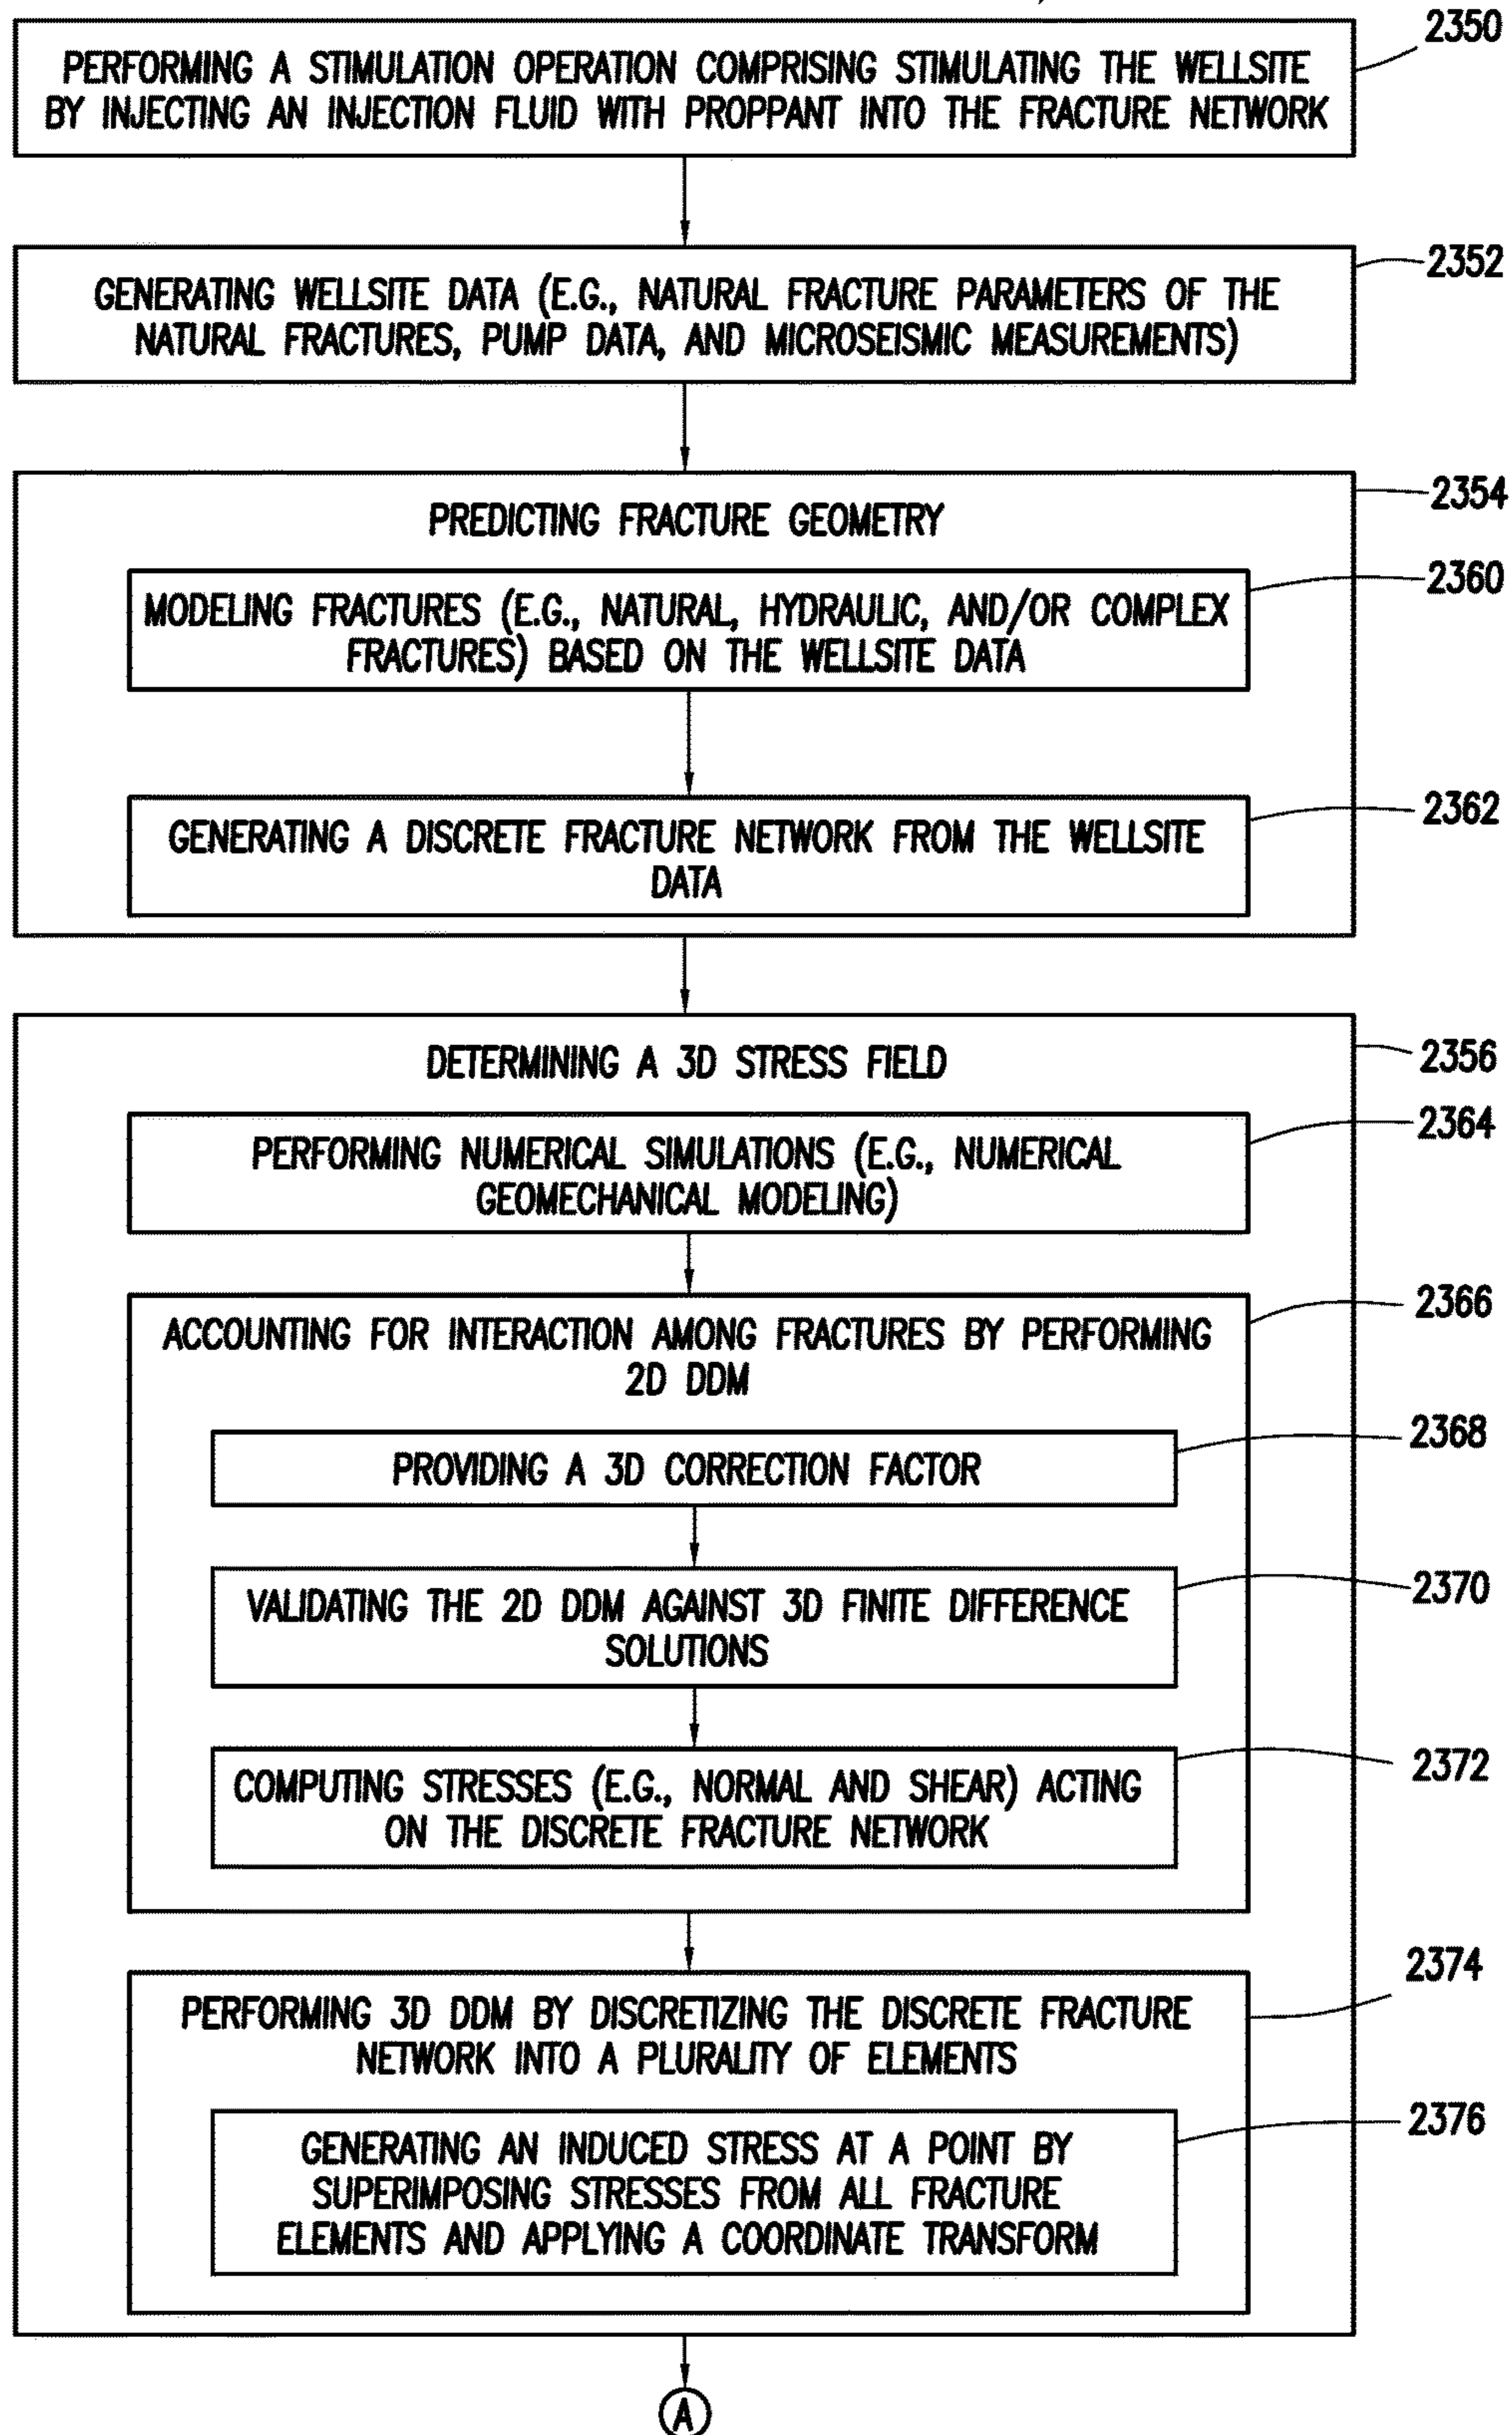 2350
PERFORMING A STIMULATION OPERATION COMPRISING STIMULATING THE WELLSITE
BY INJECTING AN INJECTION FLUID WITH PROPPANT INTO THE FRACTURE NETWORK
2352
GENERATING WELLSITE DATA (E.G., NATURAL FRACTURE PARAMETERS OF THE
NATURAL FRACTURES, PUMP DATA, AND MICROSEISMIC MEASUREMENTS)
2354
PREDICTING FRACTURE GEOMETRY
2360
MODELING FRACTURES (E.G., NATURAL, HYDRAULIC, AND/OR COMPLEX
FRACTURES) BASED ON THE WELLSITE DATA
2362
GENERATING A DISCRETE FRACTURE NETWORK FROM THE WELLSITE
DATA
2356
DETERMINING A 3D STRESS FIELD
2364
PERFORMING NUMERICAL SIMULATIONS (E.G., NUMERICAL
GEOMECHANICAL MODELING)
2366
ACCOUNTING FOR INTERACTION AMONG FRACTURES BY PERFORMING
2D DDM
2368
PROVIDING A 3D CORRECTION FACTOR
2370
VALIDATING THE 2D DDM AGAINST 3D FINITE DIFFERENCE
SOLUTIONS
2372
COMPUTING STRESSES (E.G., NORMAL AND SHEAR) ACTING
ON THE DISCRETE FRACTURE NETWORK
2374
PERFORMING 3D DDM BY DISCRETIZING THE DISCRETE FRACTURE
NETWORK INTO A PLURALITY OF ELEMENTS
2376
GENERATING AN INDUCED STRESS AT A POINT BY
SUPERIMPOSING STRESSES FROM ALL FRACTURE
ELEMENTS AND APPLYING A COORDINATE TRANSFORM
A